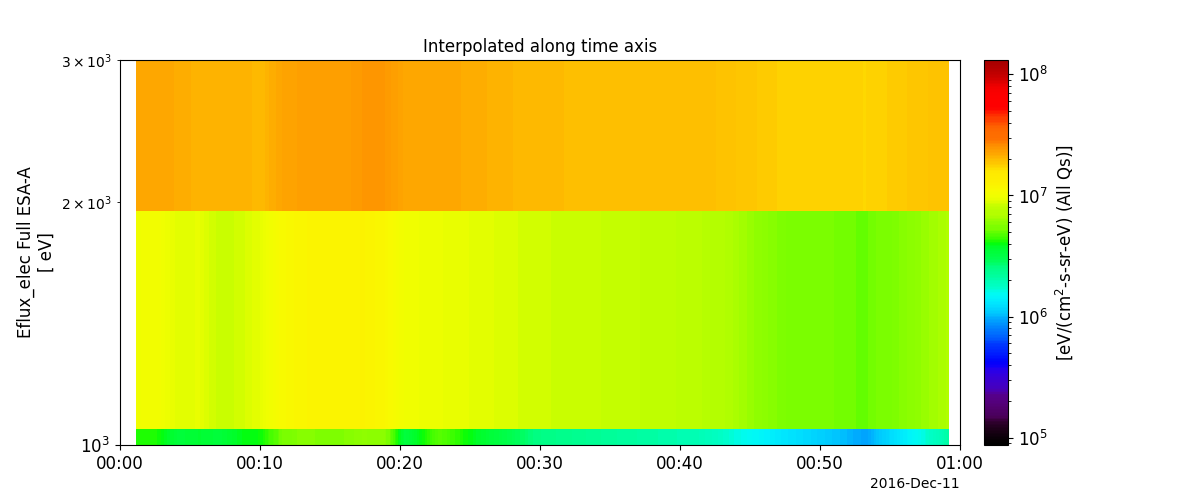 Interpolated along time axis
3 × 10³
2 × 10³
10³
Eflux_elec Full ESA-A
[ eV]
00:00 00:10 00:20 00:30 00:40 00:50 01:00
2016-Dec-11
10⁸
10⁷
10⁶
10⁵
[eV/(cm²-s-sr-eV) (All Qs)]